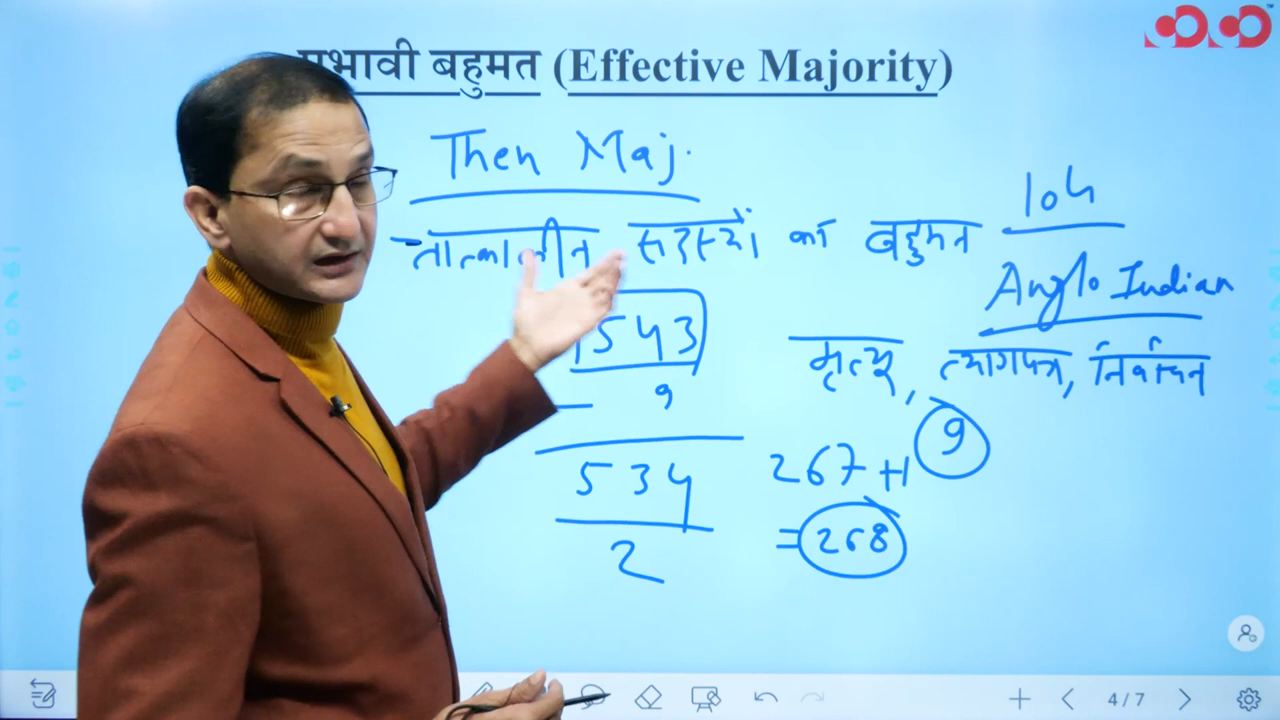 प्रभावी बहुमत (Effective Majority)
Then Maj.
तात्कालीन सदस्यों का बहुमत
104
Anglo Indian
543
मृत्यु, त्यागपत्र, निर्वाचन
- 9
9
534
267 +1
2
= 268
4 / 7